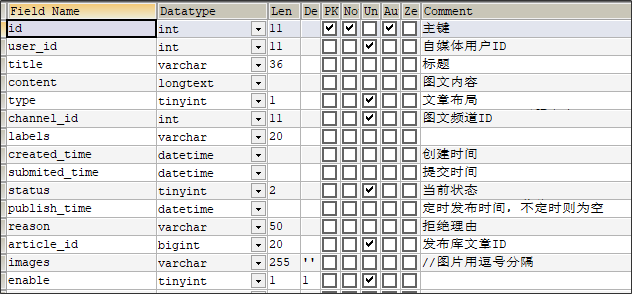 Field Name Datatype Len De PK No Un Au Ze Comment
id int 11 主键
user_id int 11 自媒体用户ID
title varchar 36 标题
content longtext 图文内容
type tinyint 1 文章布局
channel_id int 11 图文频道ID
labels varchar 20
created_time datetime 创建时间
submited_time datetime 提交时间
status tinyint 2 当前状态
publish_time datetime 定时发布时间，不定时则为空
reason varchar 50 拒绝理由
article_id bigint 20 发布库文章ID
images varchar 255 '' //图片用逗号分隔
enable tinyint 1 1